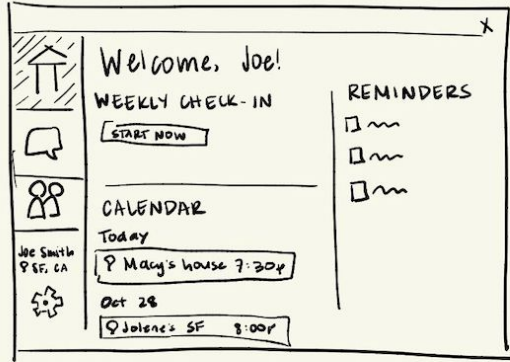 X
Welcome, Joe!
WEEKLY CHECK-IN
START NOW
REMINDERS
CALENDAR
Today
Macy's house 7:30p
Oct 28
Jolene's SF 8:00p
Joe Smith
SF, CA